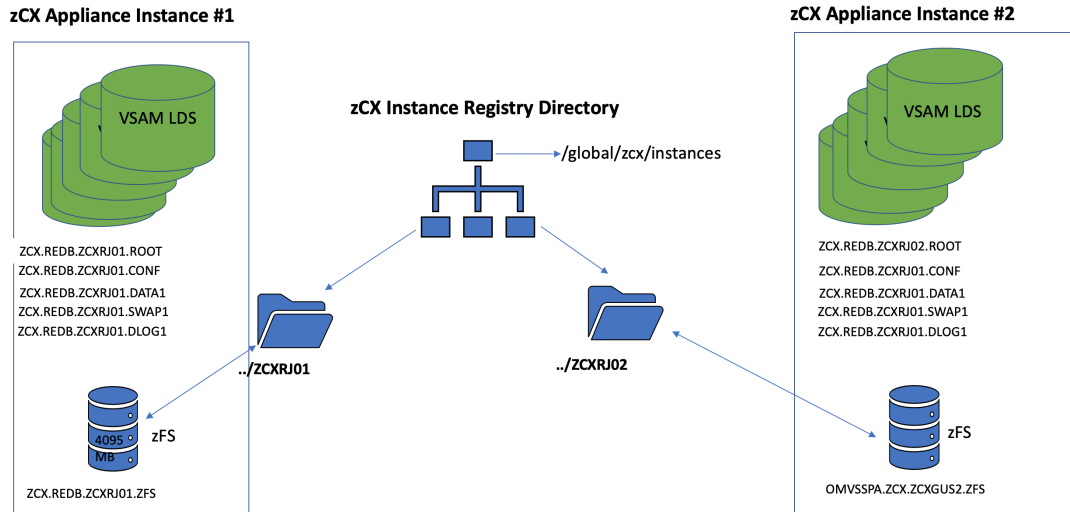 zCX Appliance Instance #1
zCX Appliance Instance #2
VSAM LDS
VSAM LDS
zCX Instance Registry Directory
/global/zcx/instances
ZCX.REDB.ZCXRJ01.ROOT
ZCX.REDB.ZCXRJ01.CONF
ZCX.REDB.ZCXRJ01.DATA1
ZCX.REDB.ZCXRJ01.SWAP1
ZCX.REDB.ZCXRJ01.DLOG1
ZCX.REDB.ZCXRJ02.ROOT
ZCX.REDB.ZCXRJ01.CONF
ZCX.REDB.ZCXRJ01.DATA1
ZCX.REDB.ZCXRJ01.SWAP1
ZCX.REDB.ZCXRJ01.DLOG1
../ZCXRJ01
../ZCXRJ02
4095
MB
zFS
zFS
ZCX.REDB.ZCXRJ01.ZFS
OMVSSPA.ZCX.ZCXGUS2.ZFS